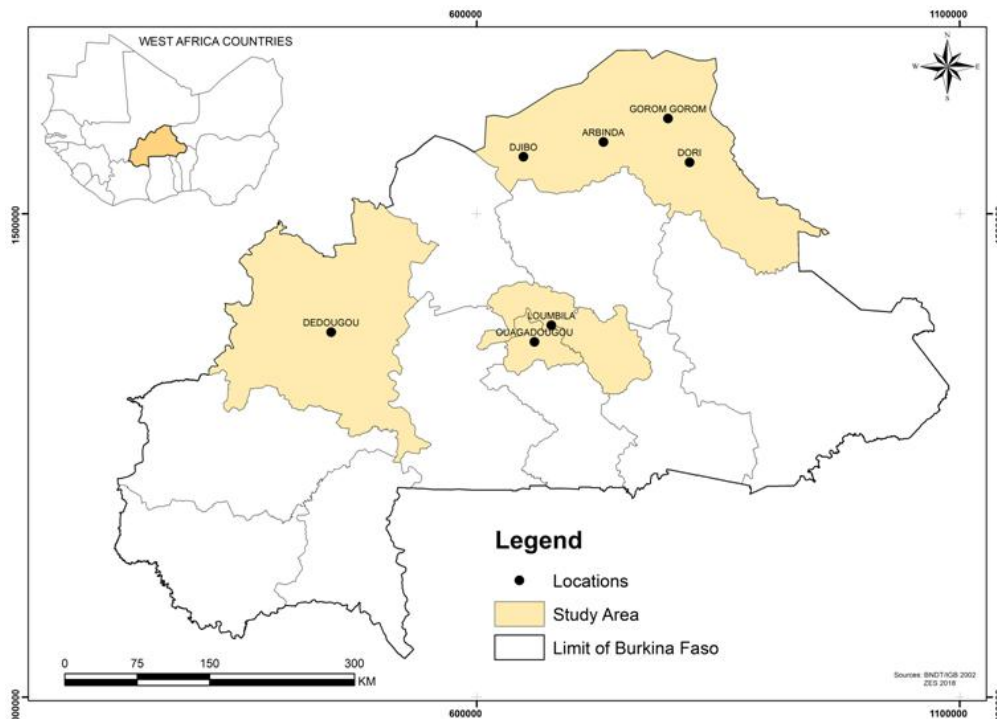 600000
1100000
WEST AFRICA COUNTRIES
N
W
E
S
GOROM GOROM
ARBINDA
DJIBO
DORI
1500000
DEDOUGOU
LOUMBILA
OUAGADOUGOU
Legend
Locations
Study Area
Limit of Burkina Faso
0 75 150 300
KM
Sources: BNDT/IGB 2002
ZES 2018
600000
1100000